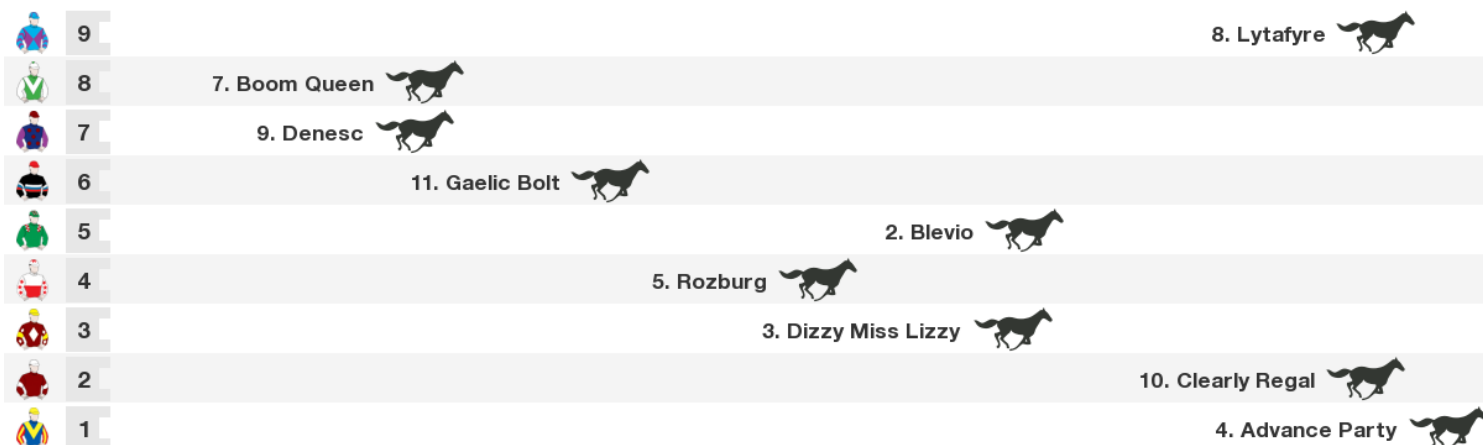 9 8. Lytafyre
8 7. Boom Queen
7 9. Denesc
6 11. Gaelic Bolt
5 2. Blevio
4 5. Rozburg
3 3. Dizzy Miss Lizzy
2 10. Clearly Regal
1 4. Advance Party